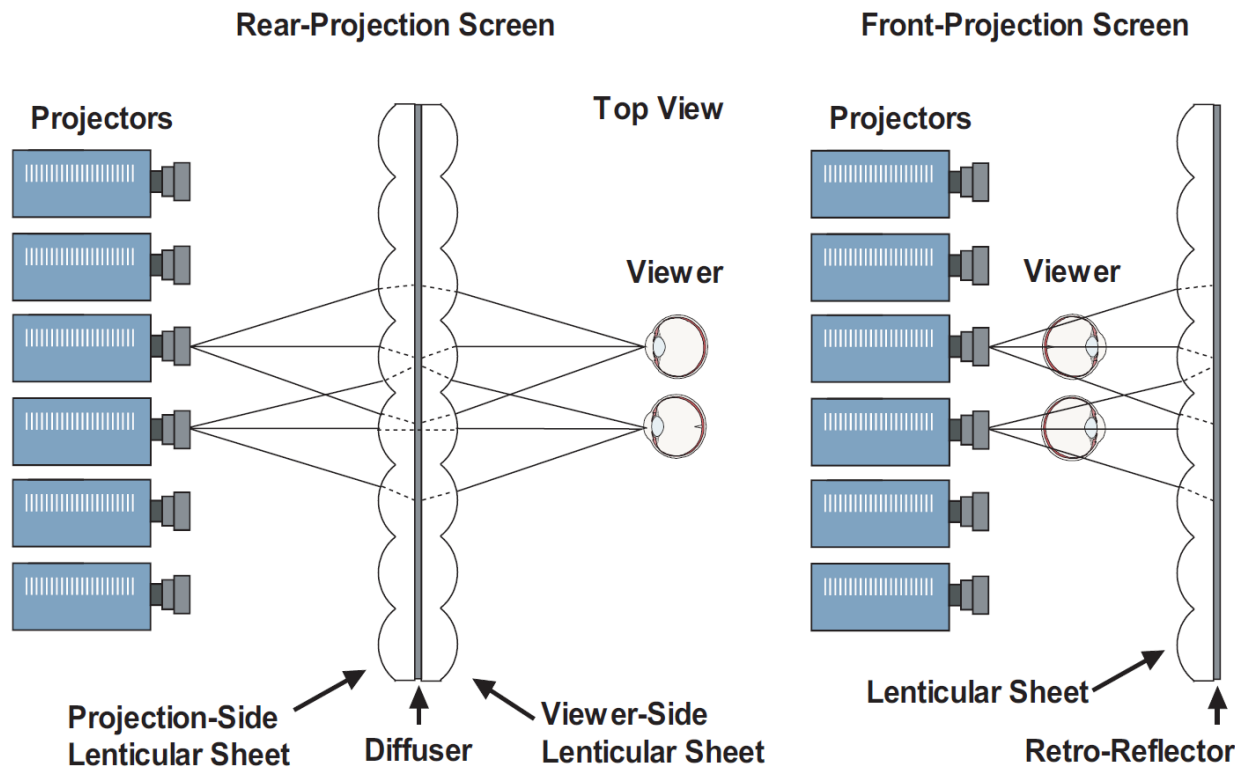 Rear-Projection Screen
Front-Projection Screen
Top View
Projectors
Projectors
Viewer
Viewer
Projection-Side
Lenticular Sheet
Diffuser
Viewer-Side
Lenticular Sheet
Lenticular Sheet
Retro-Reflector